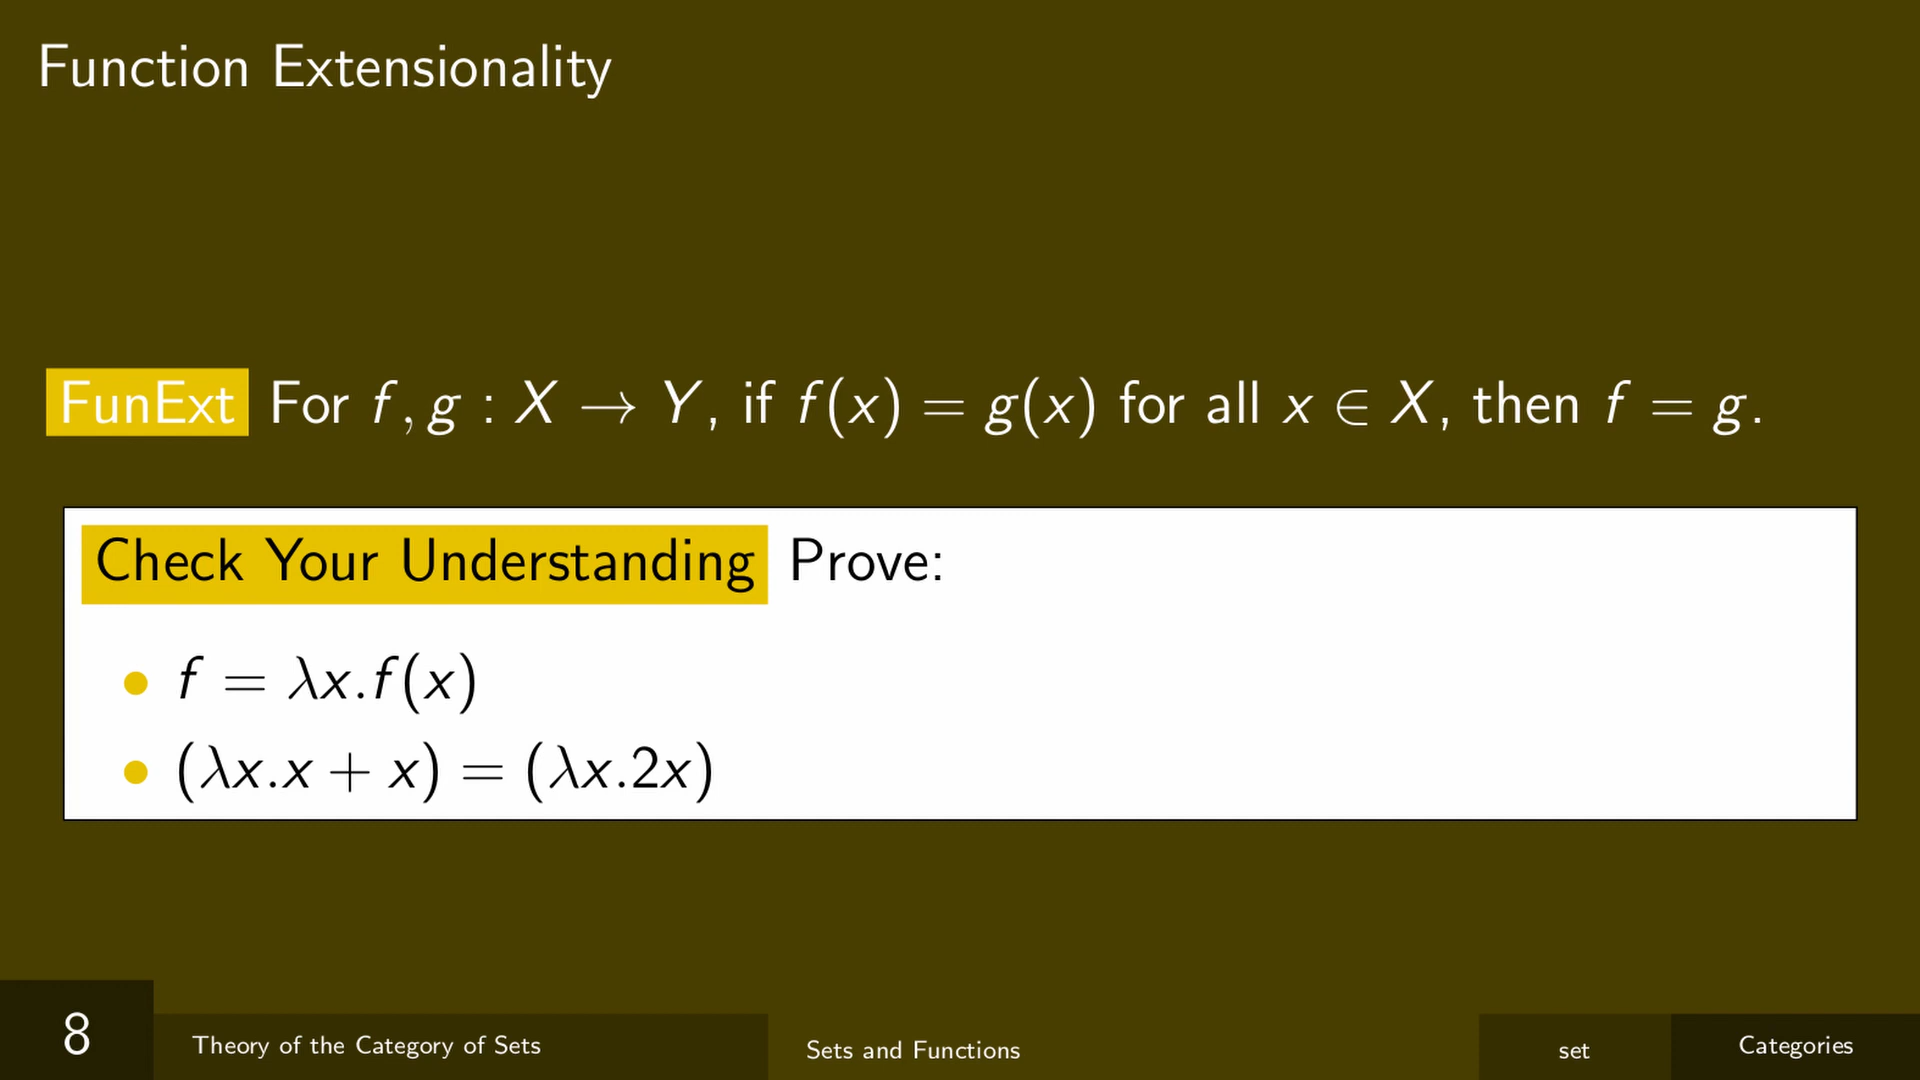 Function Extensionality
FunExt For f, g : X → Y, if f(x) = g(x) for all x ∈ X, then f = g.
Check Your Understanding Prove:
• f = λx.f(x)
• (λx.x + x) = (λx.2x)
8 Theory of the Category of Sets Sets and Functions set Categories